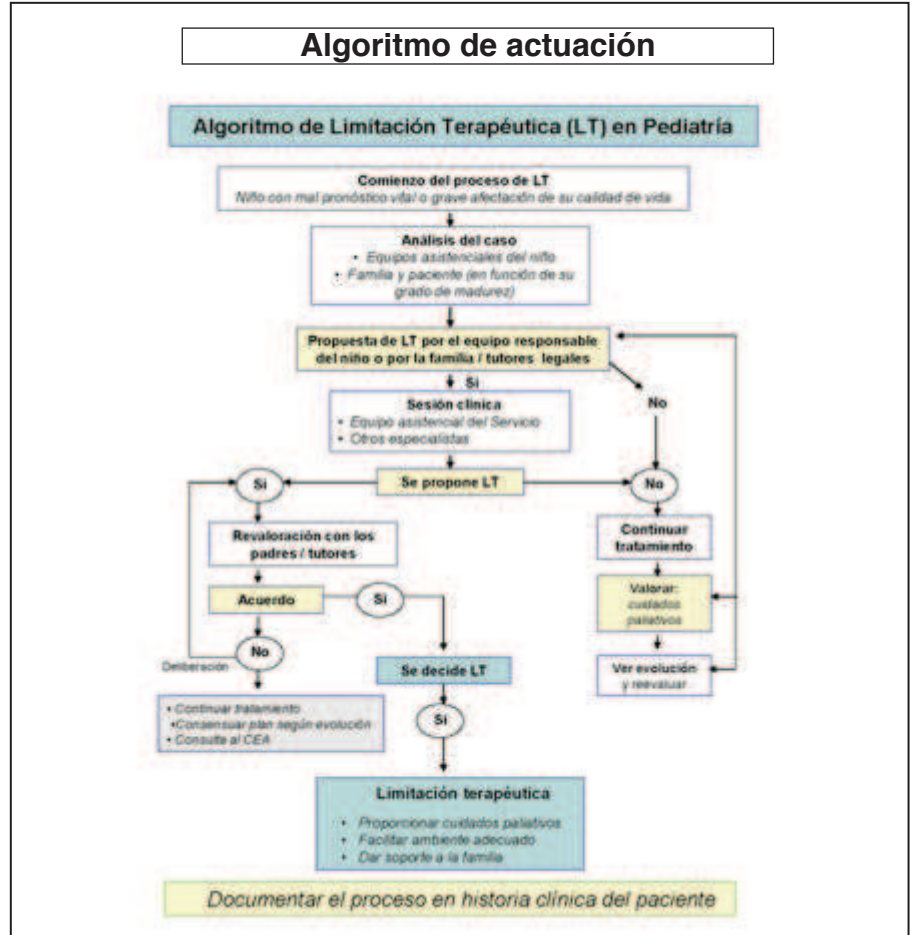 Algoritmo de actuación
Algoritmo de Limitación Terapéutica (LT) en Pediatría
Comienzo del proceso de LT
Niño con mal pronóstico vital o grave afectación de su calidad de vida
Análisis del caso
• Equipos asistenciales del niño
• Familia y paciente (en función de su
grado de madurez)
Propuesta de LT por el equipo responsable
del niño o por la familia / tutores legales
Si
No
Sesión clínica
• Equipo asistencial del Servicio
• Otros especialistas
Si
Se propone LT
No
Revaloración con los
padres / tutores
Continuar
tratamiento
Acuerdo
Si
Valorar:
cuidados
paliativos
No
Deliberación
Se decide LT
Ver evolución
y reevaluar
• Continuar tratamiento
•Consensuar plan según evolución
• Consulta al CEA
Si
Limitación terapéutica
• Proporcionar cuidados paliativos
• Facilitar ambiente adecuado
• Dar soporte a la familia
Documentar el proceso en historia clínica del paciente